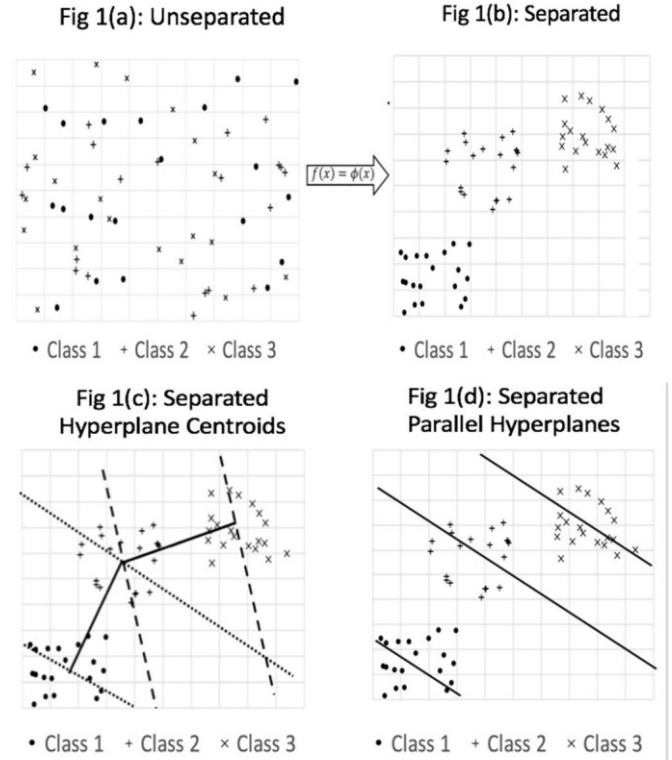 Fig 1(a): Unseparated
Fig 1(b): Separated
f(x) = ϕ(x)
• Class 1 + Class 2 × Class 3
• Class 1 + Class 2 × Class 3
Fig 1(c): Separated
Hyperplane Centroids
Fig 1(d): Separated
Parallel Hyperplanes
• Class 1 + Class 2 × Class 3
• Class 1 + Class 2 × Class 3